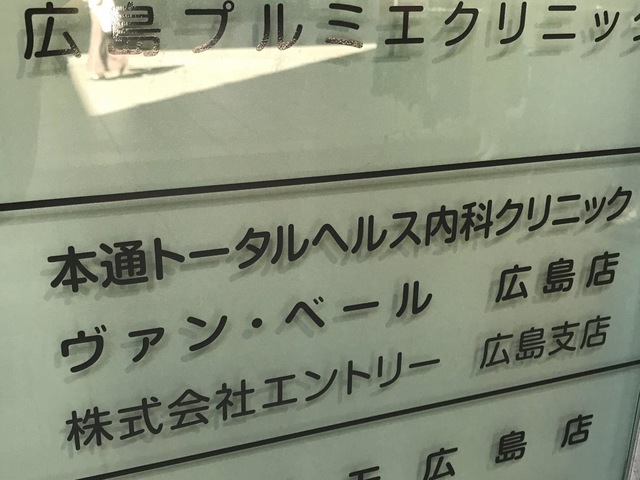 広島プルミエクリニック
本通トータルヘルス内科クリニック
ヴァン・ベール 広島店
株式会社エントリー 広島支店
広島店